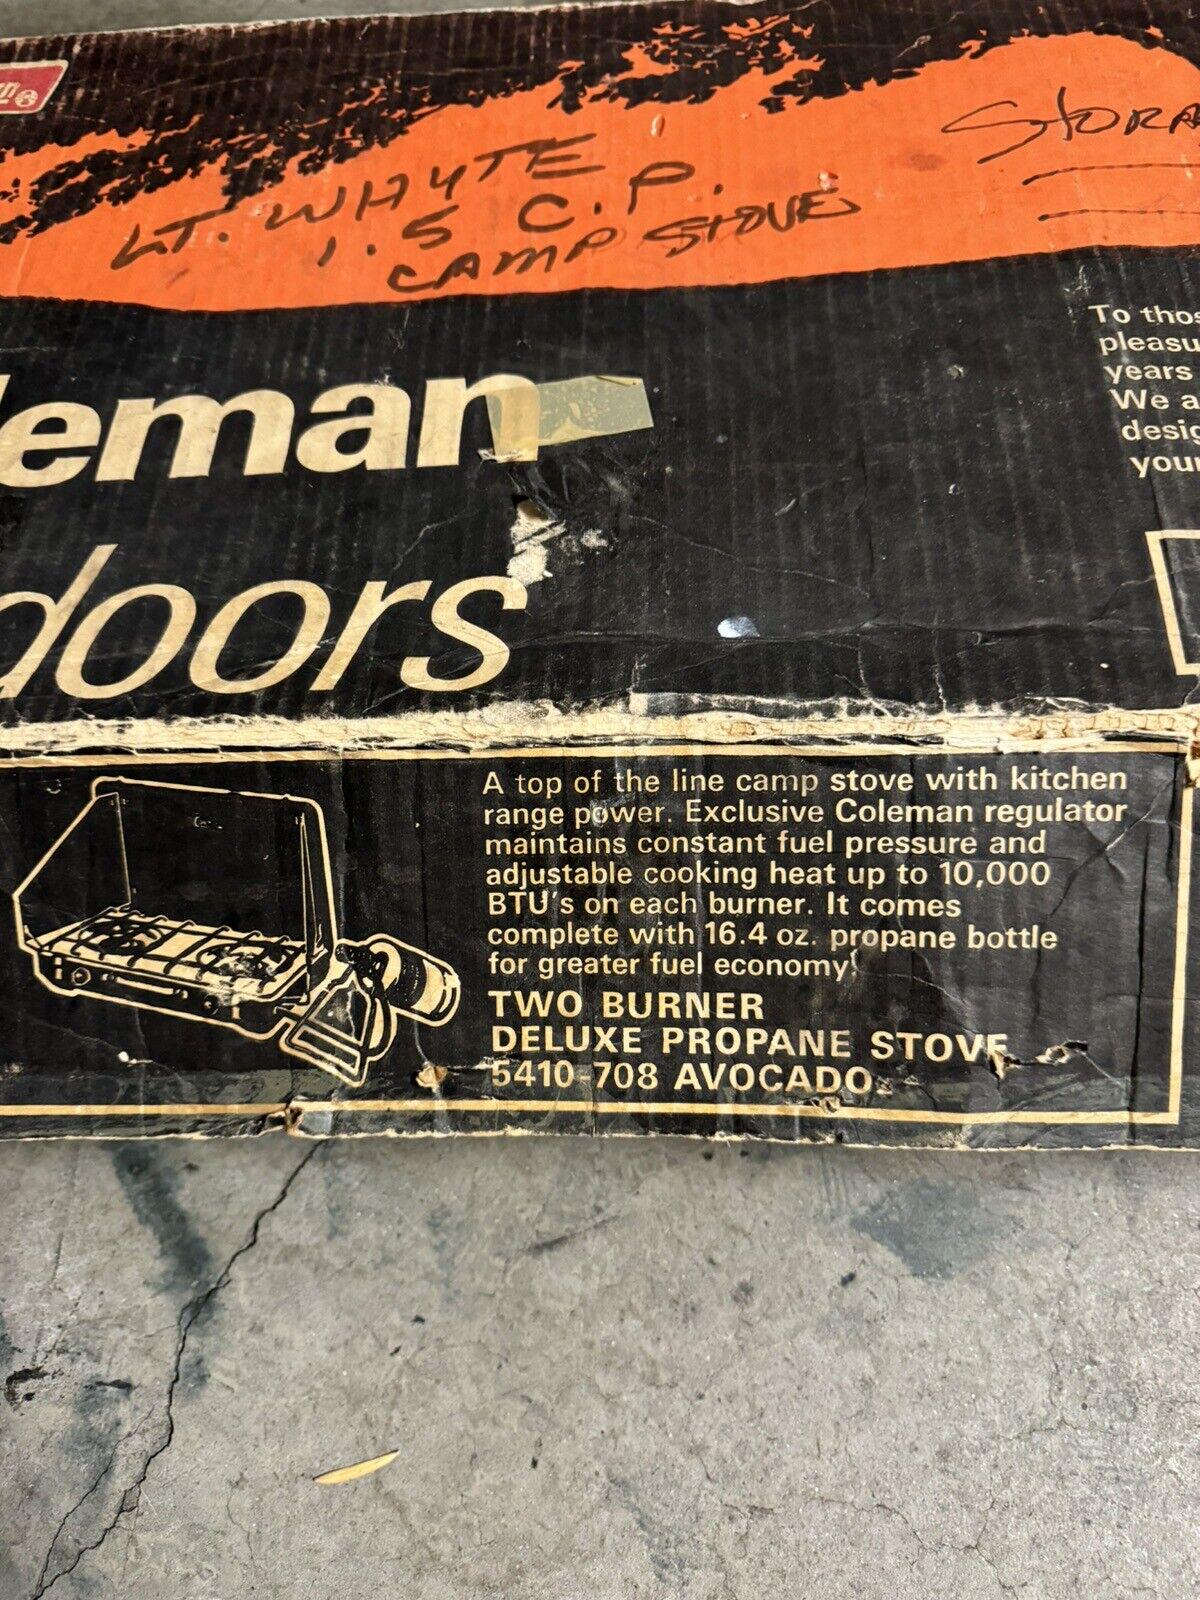 LT. WHYTE
1.5 C.P.
CAMP STOVE
leman
doors
To thos
pleasu
years
We a
desig
your
A top of the line camp stove with kitchen
range power. Exclusive Coleman regulator
maintains constant fuel pressure and
adjustable cooking heat up to 10,000
BTU's on each burner. It comes
complete with 16.4 oz. propane bottle
for greater fuel economy!
TWO BURNER
DELUXE PROPANE STOVE
5410-708 AVOCADO